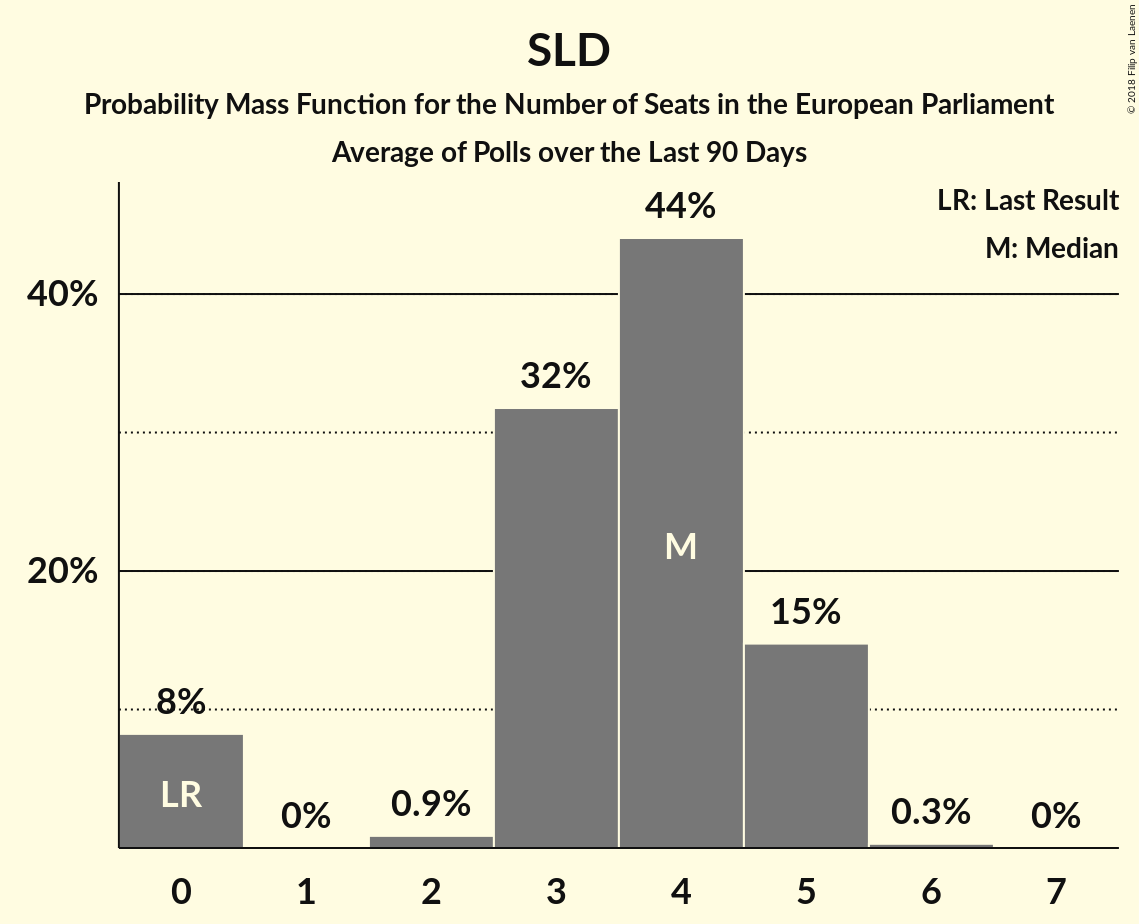 SLD
Probability Mass Function for the Number of Seats in the European Parliament
Average of Polls over the Last 90 Days
© 2018 Filip van Laenen
LR: Last Result
M: Median
40%
20%
8%
0%
0.9%
32%
44%
15%
0.3%
0%
LR
M
0 1 2 3 4 5 6 7